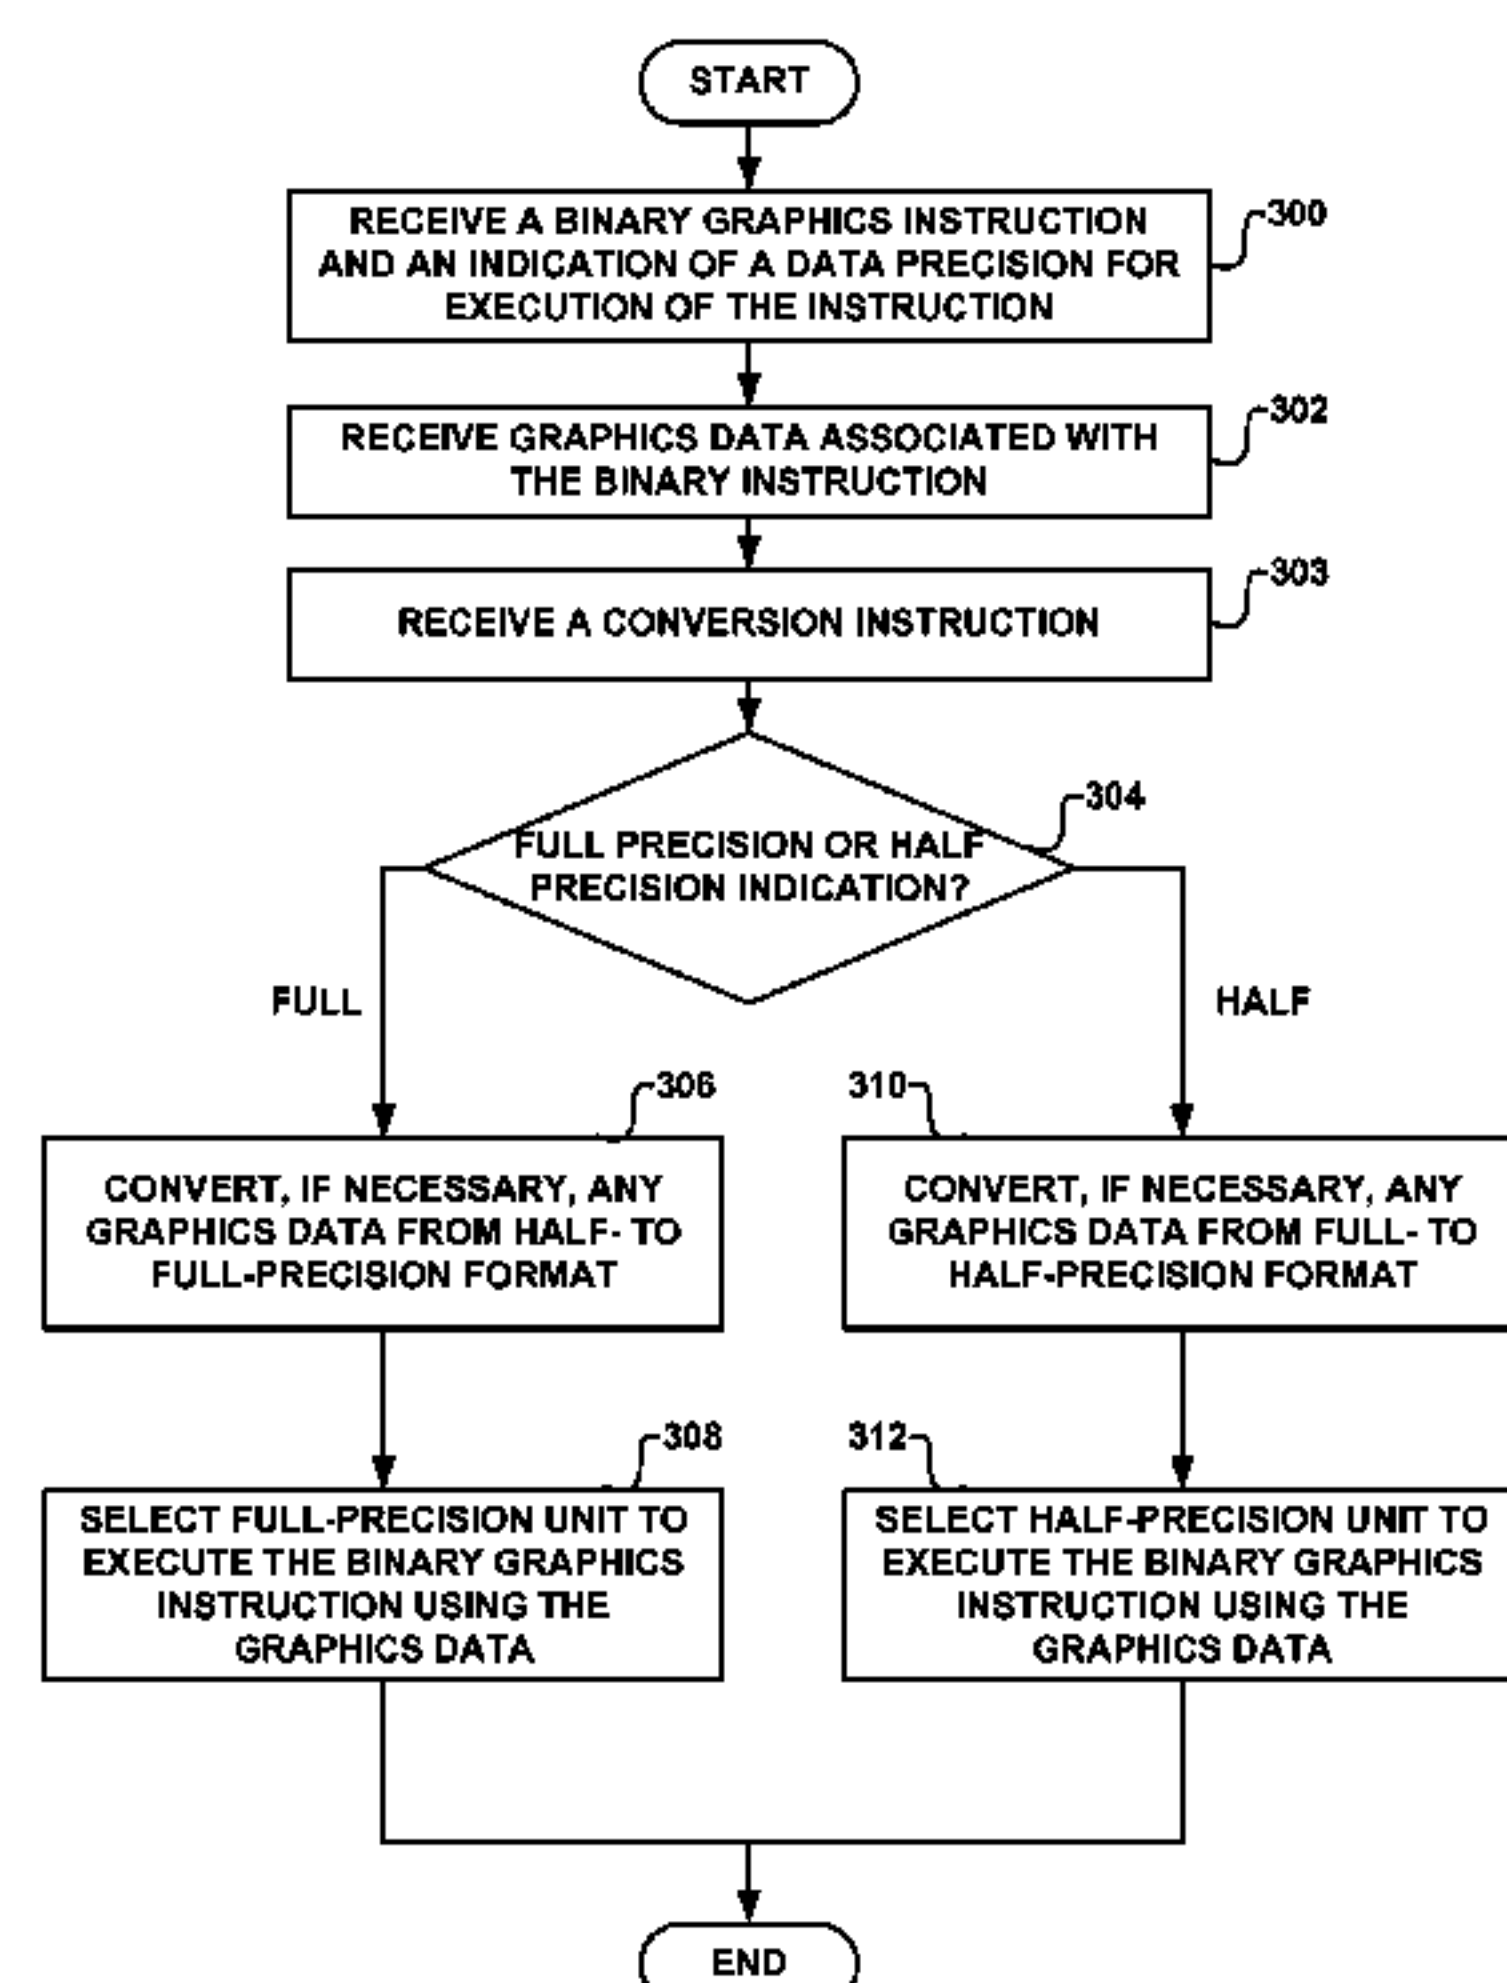 START
RECEIVE A BINARY GRAPHICS INSTRUCTION
AND AN INDICATION OF A DATA PRECISION FOR
EXECUTION OF THE INSTRUCTION
300
RECEIVE GRAPHICS DATA ASSOCIATED WITH
THE BINARY INSTRUCTION
302
RECEIVE A CONVERSION INSTRUCTION
303
FULL PRECISION OR HALF
PRECISION INDICATION?
304
FULL
HALF
306
CONVERT, IF NECESSARY, ANY
GRAPHICS DATA FROM HALF- TO
FULL-PRECISION FORMAT
310
CONVERT, IF NECESSARY, ANY
GRAPHICS DATA FROM FULL- TO
HALF-PRECISION FORMAT
308
SELECT FULL-PRECISION UNIT TO
EXECUTE THE BINARY GRAPHICS
INSTRUCTION USING THE
GRAPHICS DATA
312
SELECT HALF-PRECISION UNIT TO
EXECUTE THE BINARY GRAPHICS
INSTRUCTION USING THE
GRAPHICS DATA
END